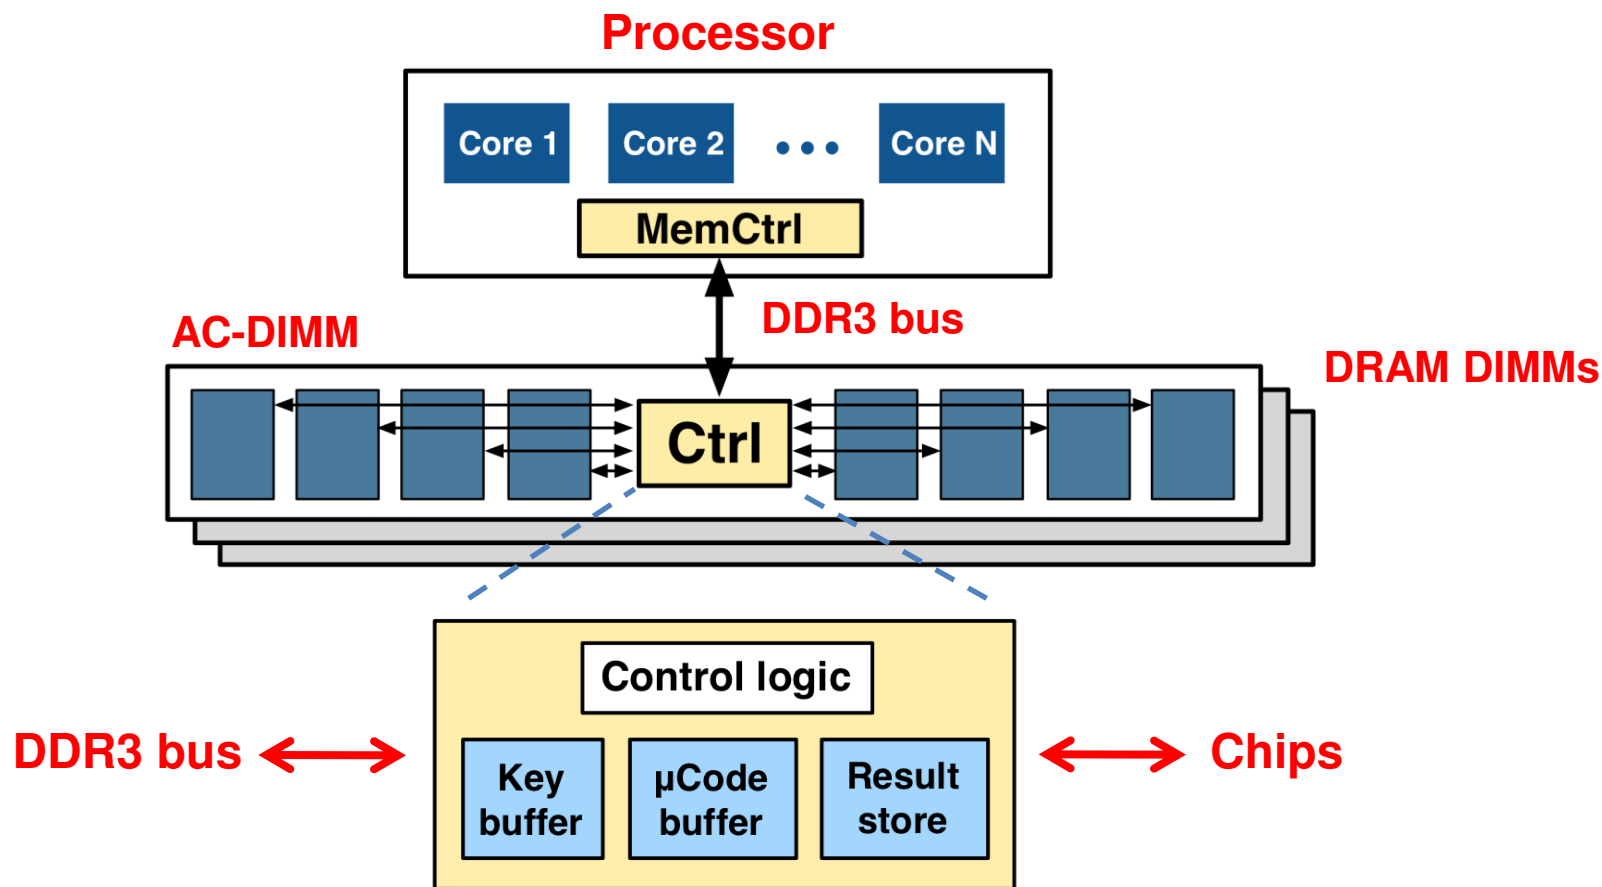 Processor
Core 1
Core 2
Core N
MemCtrl
DDR3 bus
AC-DIMM
DRAM DIMMs
Ctrl
Control logic
DDR3 bus
Chips
Key
buffer
µCode
buffer
Result
store